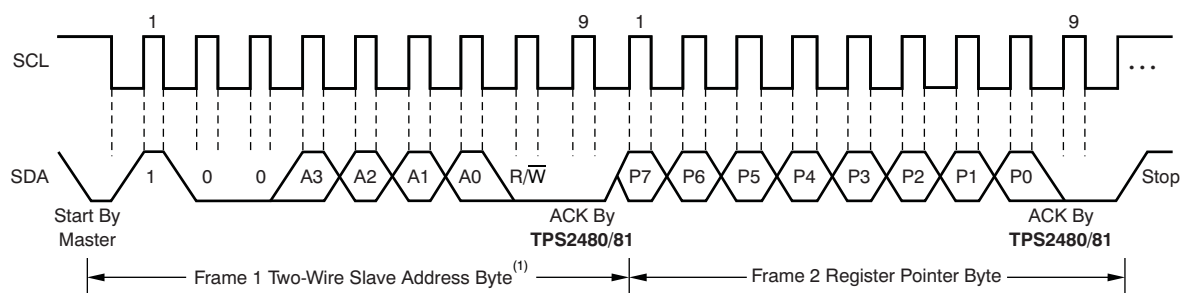 1 9 1 9
SCL ...
SDA 1 0 0 A3 A2 A1 A0 R/W̅ P7 P6 P5 P4 P3 P2 P1 P0 Stop
Start By ACK By ACK By
Master TPS2480/81 TPS2480/81
Frame 1 Two-Wire Slave Address Byte(1) Frame 2 Register Pointer Byte